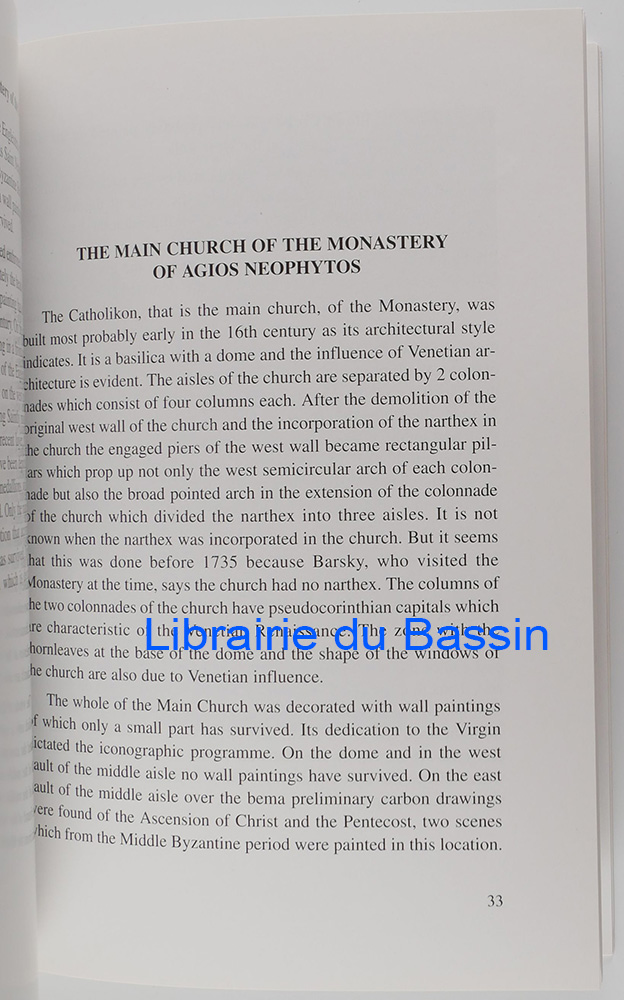 THE MAIN CHURCH OF THE MONASTERY
OF AGIOS NEOPHYTOS
The Catholikon, that is the main church, of the Monastery, was
built most probably early in the 16th century as its architectural style
indicates. It is a basilica with a dome and the influence of Venetian ar-
chitecture is evident. The aisles of the church are separated by 2 colon-
nades which consist of four columns each. After the demolition of the
original west wall of the church and the incorporation of the narthex in
the church the engaged piers of the west wall became rectangular pil-
lars which prop up not only the west semicircular arch of each colon-
nade but also the broad pointed arch in the extension of the colonnade
of the church which divided the narthex into three aisles. It is not
known when the narthex was incorporated in the church. But it seems
that this was done before 1735 because Barsky, who visited the
Monastery at the time, says the church had no narthex. The columns of
he two colonnades of the church have pseudocorinthian capitals which
are characteristic of the Venetian Renaissance. The zone with the
Librairie du Bassin
hornleaves at the base of the dome and the shape of the windows of
he church are also due to Venetian influence.
The whole of the Main Church was decorated with wall paintings
of which only a small part has survived. Its dedication to the Virgin
ictated the iconographic programme. On the dome and in the west
ault of the middle aisle no wall paintings have survived. On the east
ault of the middle aisle over the bema preliminary carbon drawings
were found of the Ascension of Christ and the Pentecost, two scenes
which from the Middle Byzantine period were painted in this location.
33